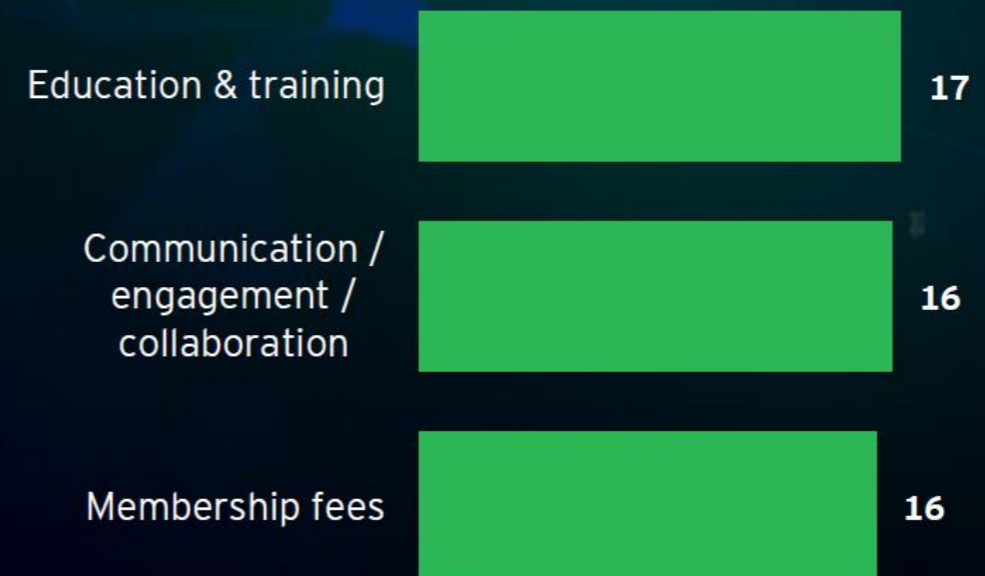 Education & training
17
Communication /
engagement /
collaboration
16
Membership fees
16